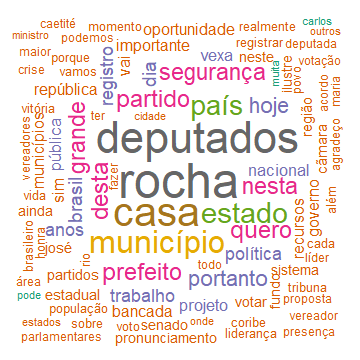 caetité momento oportunidade realmente carlos
ministro podemos importante registrar deputada outros
maior porque vai dia vexa neste ilustre povo votação
crise vamos registro segurança muita maria
república partido país hoje região acordo agradeço
vitória ter cidade câmara
vereadores municípios pública grande deputados
vida sim fazer desta rocha nacional nesta governo além
ainda brasil casa estado recursos
brasileiro honra anos município quero cada
josé rio política fundo líder
área partidos prefeito todo portanto sistema
pode estadual trabalho projeto votar tribuna
população bancada proposta
estados sobre voto senado onde coribe vereador
parlamentares pronunciamento liderança presença